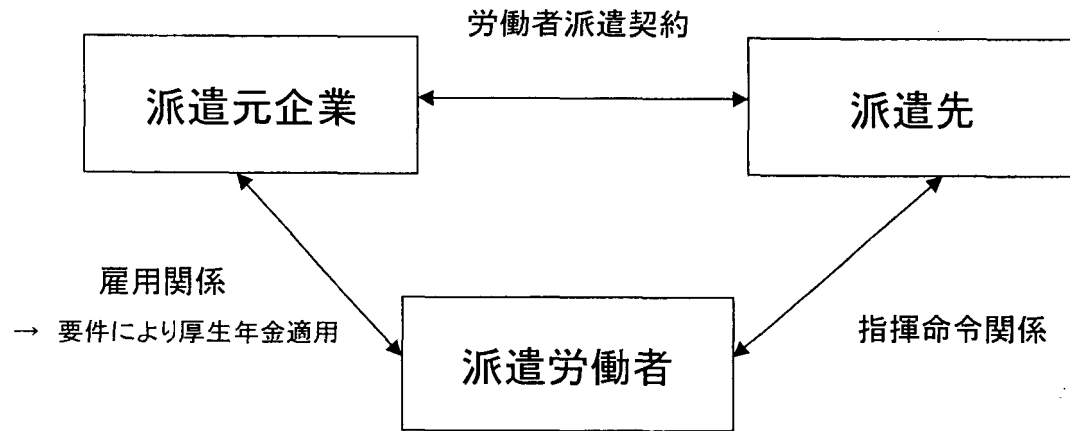 労働者派遣契約
派遣元企業
派遣先
雇用関係
→ 要件により厚生年金適用
派遣労働者
指揮命令関係